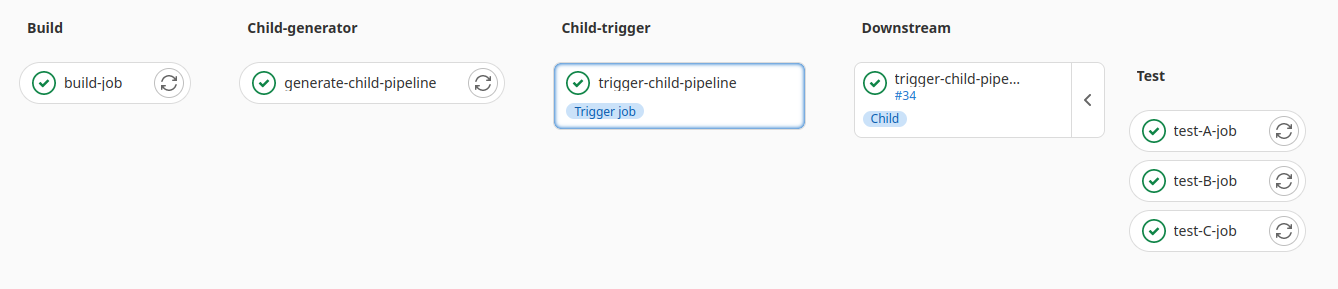 Build
build-job
Child-generator
generate-child-pipeline
Child-trigger
trigger-child-pipeline
Trigger job
Downstream
trigger-child-pipe...
#34
Child
Test
test-A-job
test-B-job
test-C-job